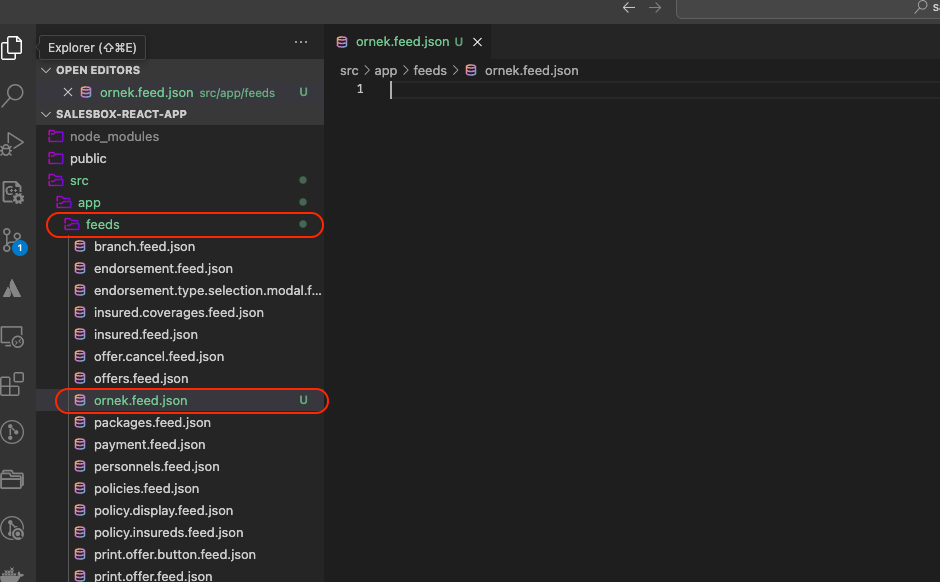 Explorer (⇧⌘E)
ornek.feed.json U
OPEN EDITORS
ornek.feed.json src/app/feeds U
src > app > feeds > ornek.feed.json
1
SALESBOX-REACT-APP
node_modules
public
src
app
feeds
branch.feed.json
endorsement.feed.json
endorsement.type.selection.modal.f...
insured.coverages.feed.json
insured.feed.json
offer.cancel.feed.json
offers.feed.json
ornek.feed.json U
packages.feed.json
payment.feed.json
personnels.feed.json
policies.feed.json
policy.display.feed.json
policy.insureds.feed.json
print.offer.button.feed.json
print.offer.feed.json
1